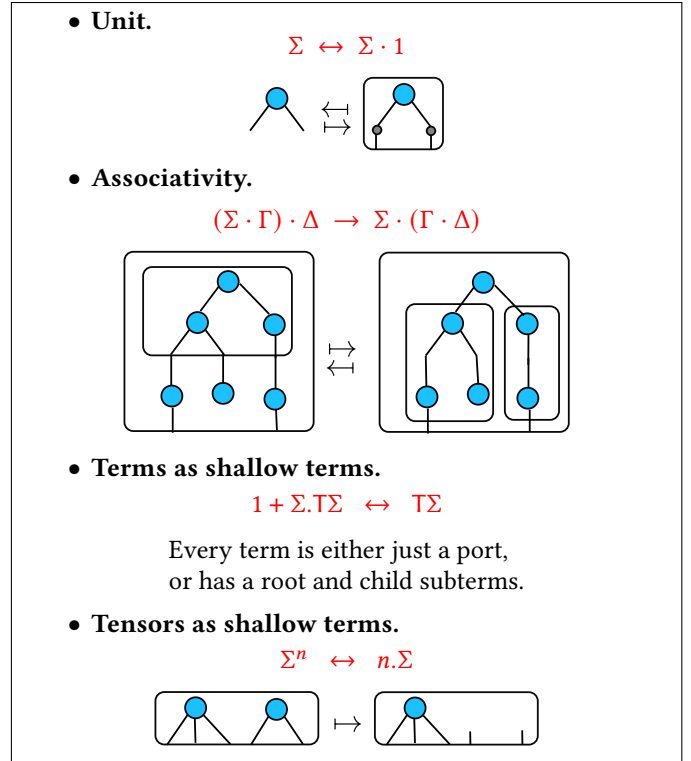 • Unit.
Σ ↔ Σ · 1
↤
↦
• Associativity.
(Σ · Γ) · Δ → Σ · (Γ · Δ)
↦
↤
• Terms as shallow terms.
1 + Σ.TΣ ↔ TΣ
Every term is either just a port,
or has a root and child subterms.
• Tensors as shallow terms.
Σⁿ ↔ n.Σ
↦